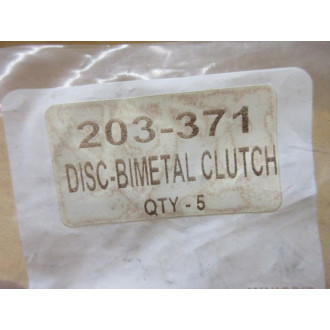 203-371
DISC-BIMETAL CLUTCH
QTY - 5